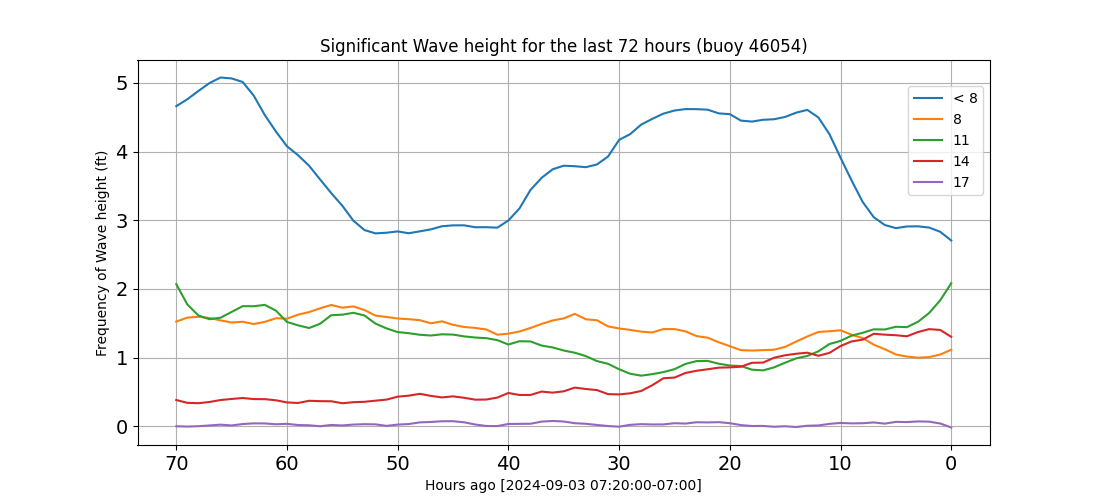 Significant Wave height for the last 72 hours (buoy 46054)
Frequency of Wave height (ft)
5
4
3
2
1
0
< 8
8
11
14
17
70 60 50 40 30 20 10 0
Hours ago [2024-09-03 07:20:00-07:00]